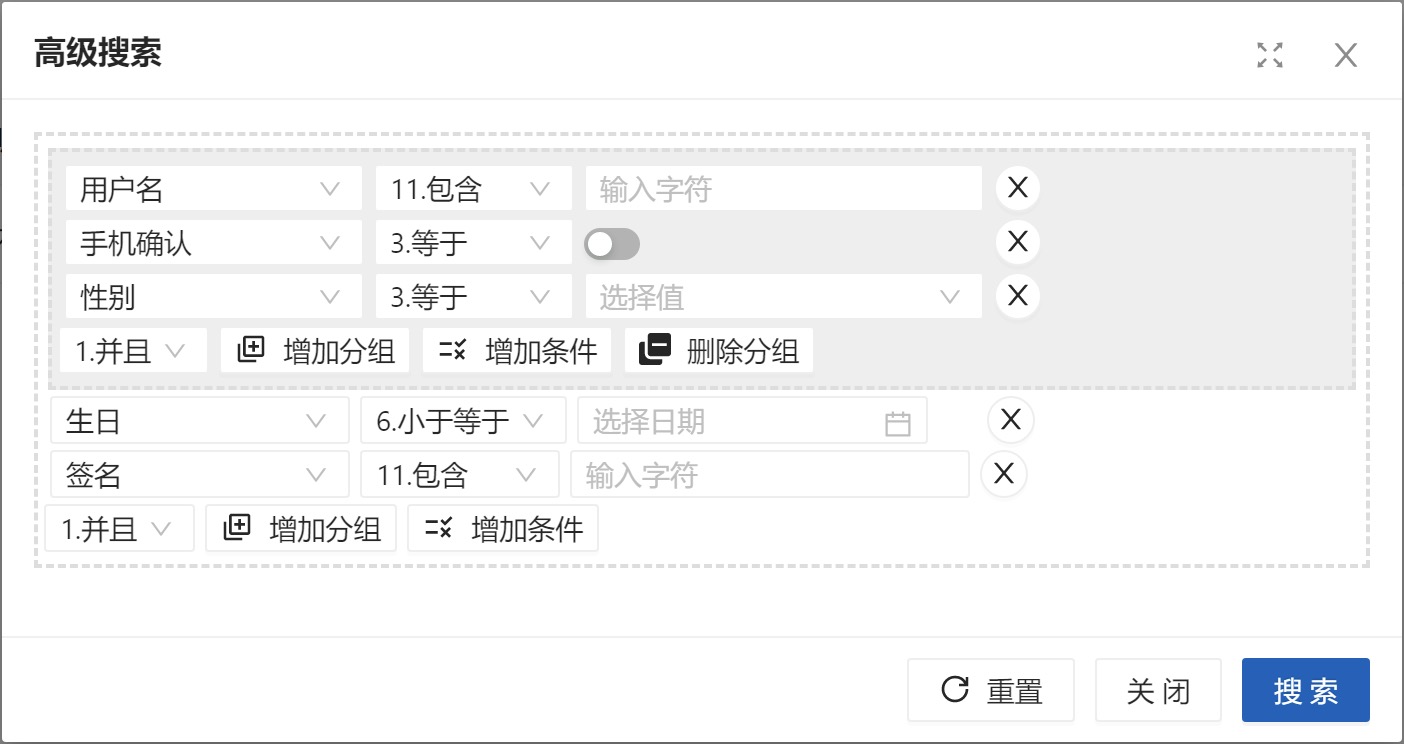 高级搜索
用户名 11.包含 输入字符 X
手机确认 3.等于 X
性别 3.等于 选择值 X
1.并且 增加分组 增加条件 删除分组
生日 6.小于等于 选择日期 X
签名 11.包含 输入字符 X
1.并且 增加分组 增加条件
重置 关 闭 搜 索